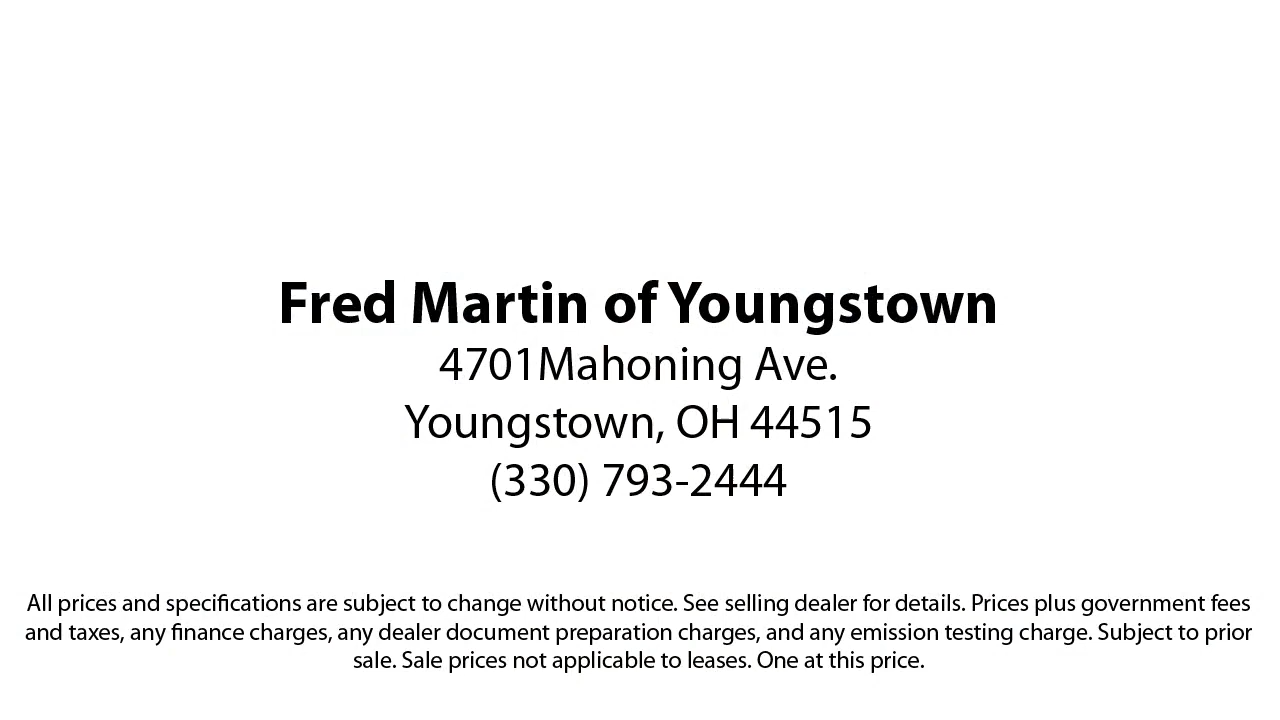 Fred Martin of Youngstown
4701Mahoning Ave.
Youngstown, OH 44515
(330) 793-2444
All prices and specifications are subject to change without notice. See selling dealer for details. Prices plus government fees
and taxes, any finance charges, any dealer document preparation charges, and any emission testing charge. Subject to prior
sale. Sale prices not applicable to leases. One at this price.